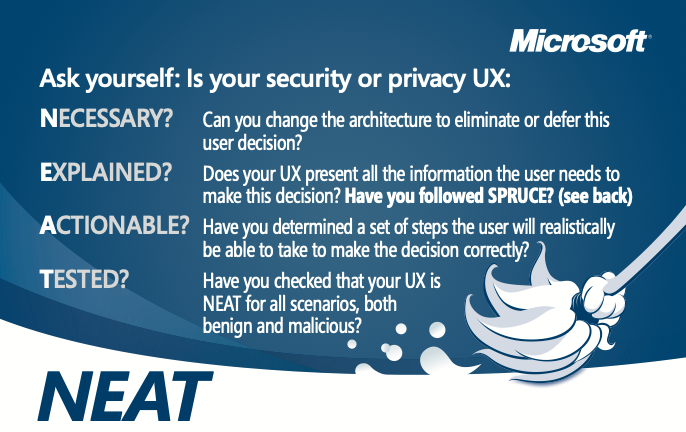 Microsoft®
Ask yourself: Is your security or privacy UX:
NECESSARY? Can you change the architecture to eliminate or defer this
user decision?
EXPLAINED? Does your UX present all the information the user needs to
make this decision? Have you followed SPRUCE? (see back)
ACTIONABLE? Have you determined a set of steps the user will realistically
be able to take to make the decision correctly?
TESTED? Have you checked that your UX is
NEAT for all scenarios, both
benign and malicious?
NEAT